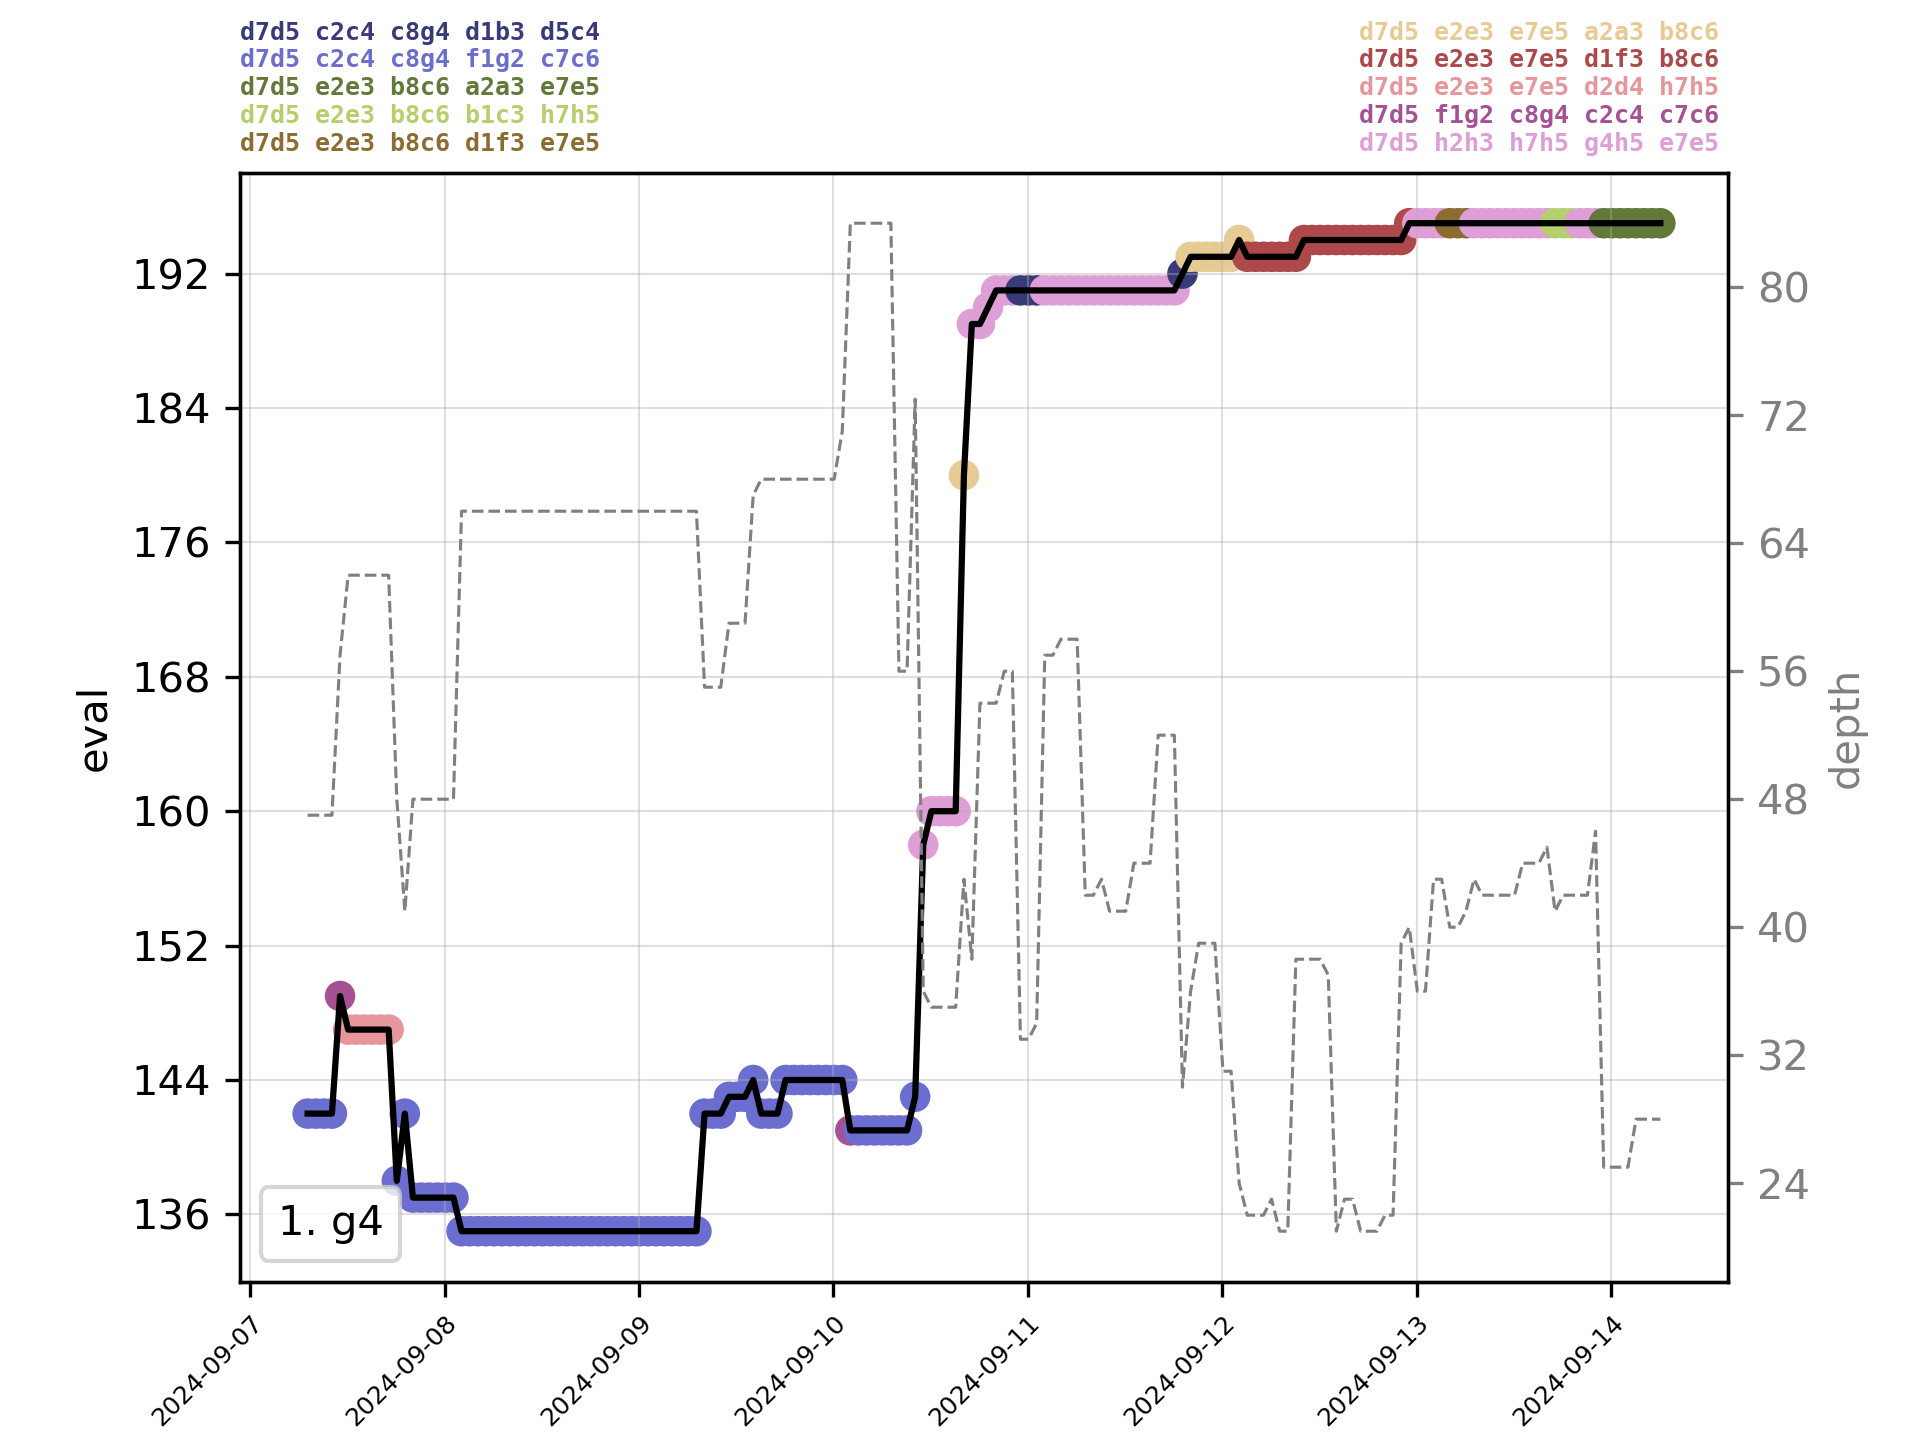 d7d5 c2c4 c8g4 d1b3 d5c4
d7d5 c2c4 c8g4 f1g2 c7c6
d7d5 e2e3 b8c6 a2a3 e7e5
d7d5 e2e3 b8c6 b1c3 h7h5
d7d5 e2e3 b8c6 d1f3 e7e5
d7d5 e2e3 e7e5 a2a3 b8c6
d7d5 e2e3 e7e5 d1f3 b8c6
d7d5 e2e3 e7e5 d2d4 h7h5
d7d5 f1g2 c8g4 c2c4 c7c6
d7d5 h2h3 h7h5 g4h5 e7e5
eval
192
184
176
168
160
152
144
136
1. g4
80
72
64
56
48
40
32
24
depth
2024-09-07
2024-09-08
2024-09-09
2024-09-10
2024-09-11
2024-09-12
2024-09-13
2024-09-14